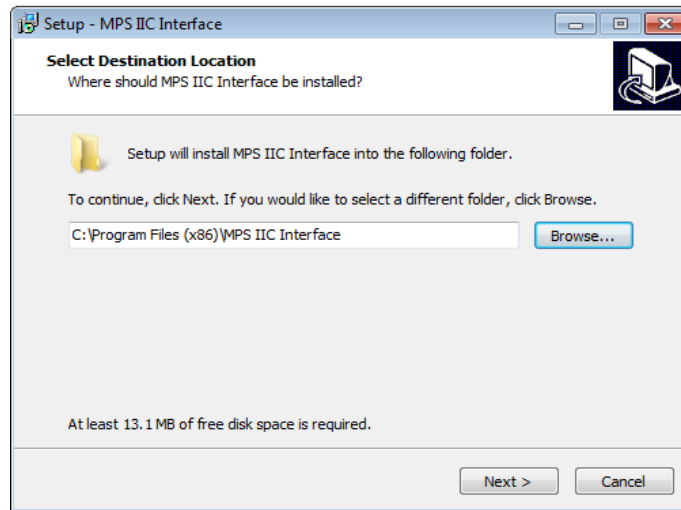 Setup - MPS IIC Interface
Select Destination Location
Where should MPS IIC Interface be installed?
Setup will install MPS IIC Interface into the following folder.
To continue, click Next. If you would like to select a different folder, click Browse.
C:\Program Files (x86)\MPS IIC Interface
Browse...
At least 13.1 MB of free disk space is required.
Next >
Cancel